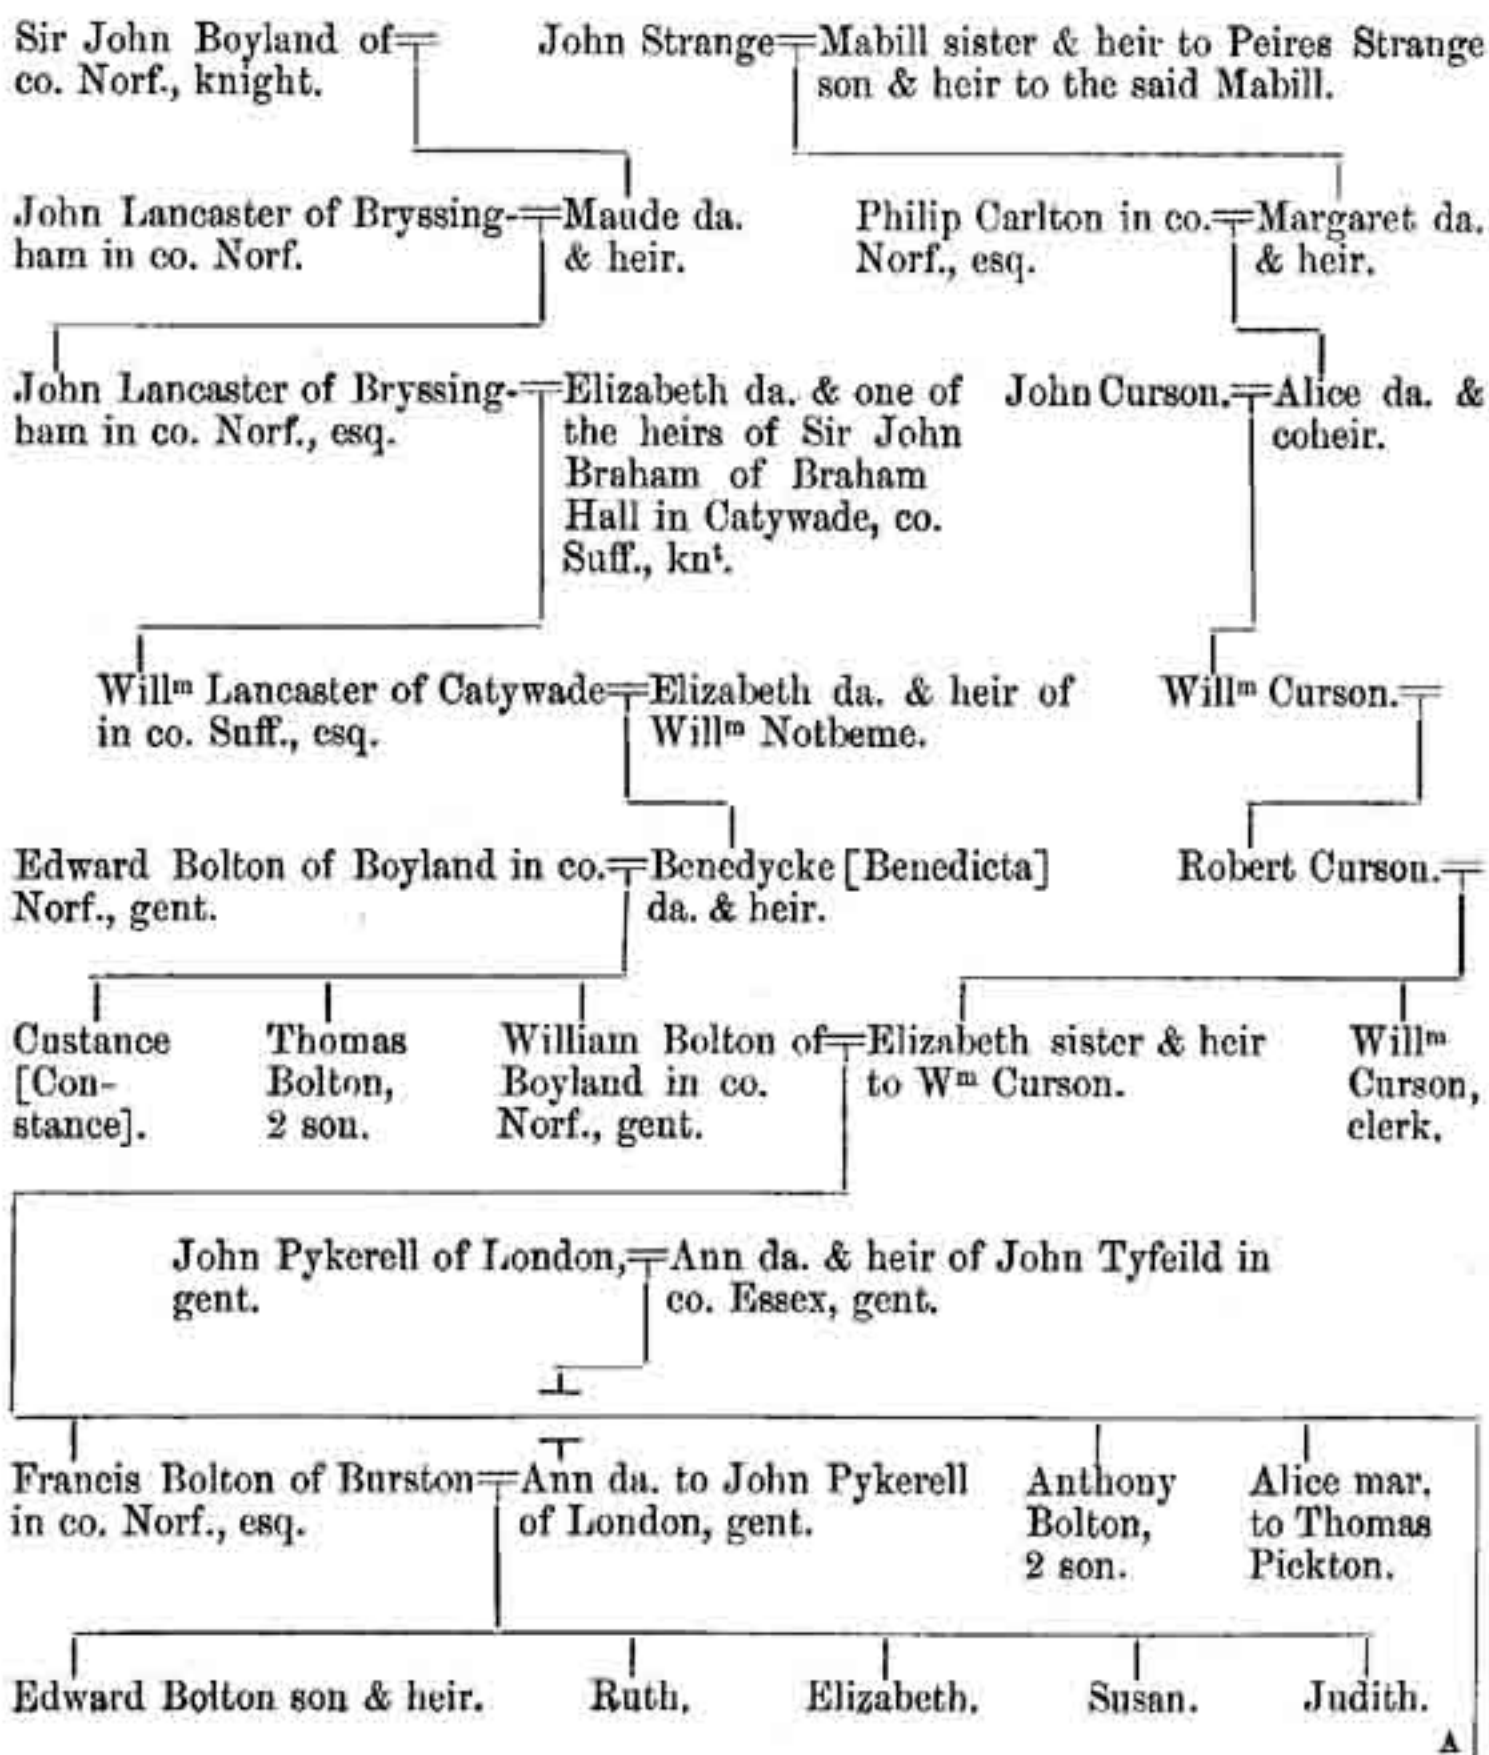 Sir John Boyland of
co. Norf., knight.
John Strange
Mabill sister & heir to Peires Strange
son & heir to the said Mabill.
John Lancaster of Bryssing-
ham in co. Norf.
Maude da.
& heir.
Philip Carlton in co.
Norf., esq.
Margaret da.
& heir.
John Lancaster of Bryssing-
ham in co. Norf., esq.
Elizabeth da. & one of
the heirs of Sir John
Braham of Braham
Hall in Catywade, co.
Suff., knᵗ.
John Curson.
Alice da. &
coheir.
Willᵐ Lancaster of Catywade
in co. Suff., esq.
Elizabeth da. & heir of
Willᵐ Notbeme.
Willᵐ Curson.
Edward Bolton of Boyland in co.
Norf., gent.
Benedycke [Benedicta]
da. & heir.
Robert Curson.
Custance
[Con-
stance].
Thomas
Bolton,
2 son.
William Bolton of
Boyland in co.
Norf., gent.
Elizabeth sister & heir
to Wᵐ Curson.
Willᵐ
Curson,
clerk.
John Pykerell of London,
gent.
Ann da. & heir of John Tyfeild in
co. Essex, gent.
Francis Bolton of Burston
in co. Norf., esq.
Ann da. to John Pykerell
of London, gent.
Anthony
Bolton,
2 son.
Alice mar.
to Thomas
Pickton.
Edward Bolton son & heir.
Ruth.
Elizabeth.
Susan.
Judith.
A